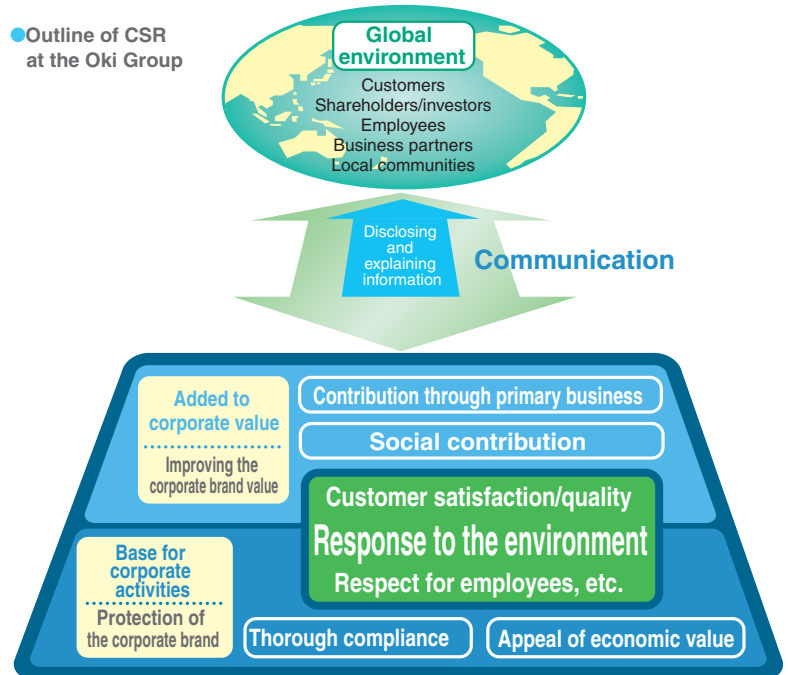 Outline of CSR
at the Oki Group
Global
environment
Customers
Shareholders/investors
Employees
Business partners
Local communities
Disclosing
and
explaining
information
Communication
Added to
corporate value
Improving the
corporate brand value
Contribution through primary business
Social contribution
Customer satisfaction/quality
Response to the environment
Respect for employees, etc.
Base for
corporate
activities
Protection of
the corporate brand
Thorough compliance
Appeal of economic value